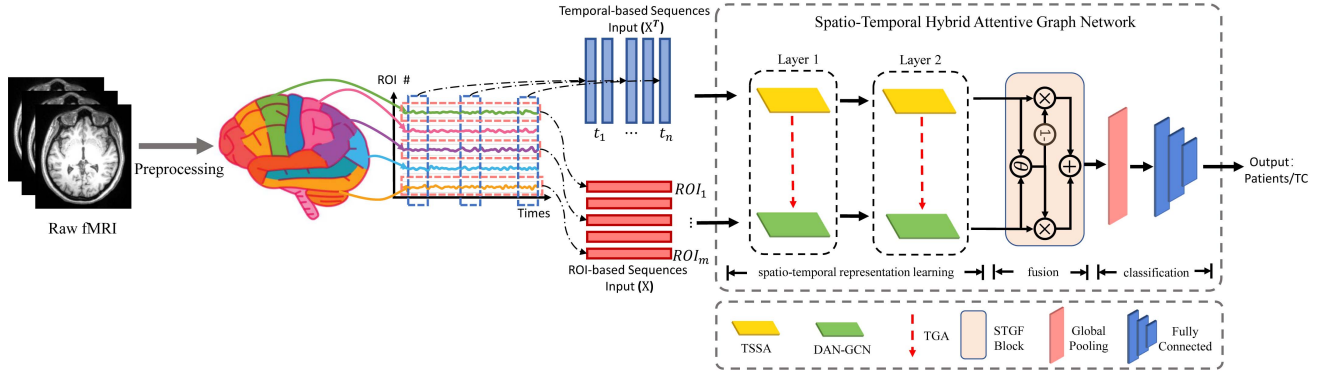 Raw fMRI
Preprocessing
ROI #
Times
Temporal-based Sequences
Input (X^T)
t_1 ... t_n
ROI_1
⋮
ROI_m
ROI-based Sequences
Input (X)
Spatio-Temporal Hybrid Attentive Graph Network
Layer 1
Layer 2
σ
1-
×
×
+
Output:
Patients/TC
spatio-temporal representation learning
fusion
classification
TSSA
DAN-GCN
TGA
STGF
Block
Global
Pooling
Fully
Connected